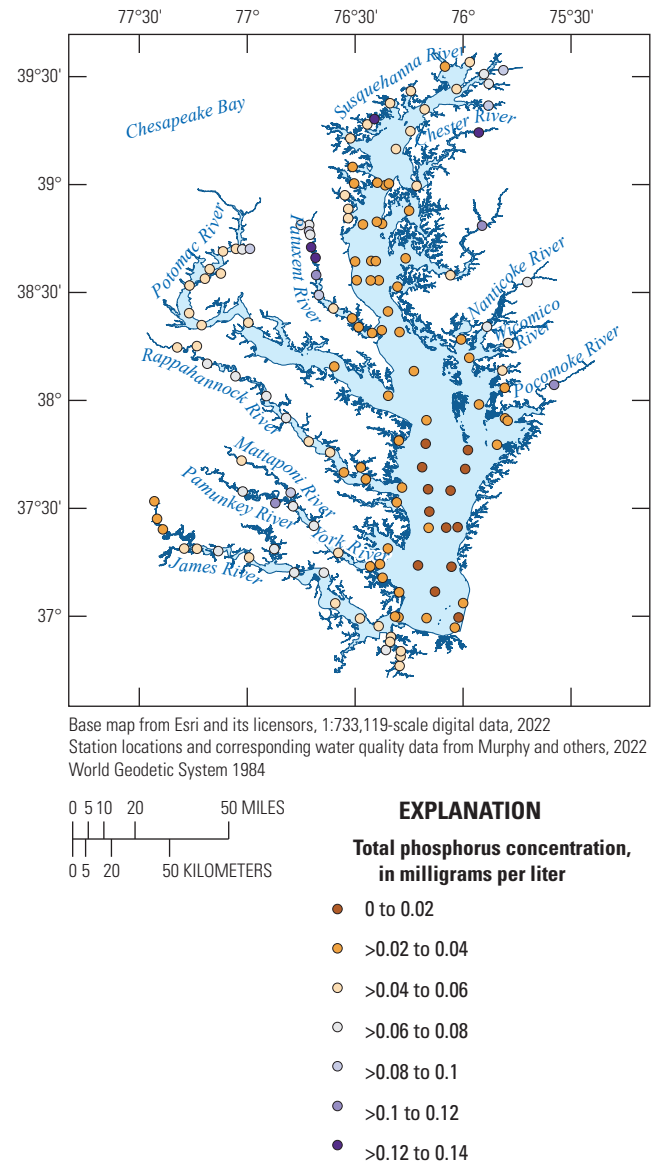 77°30' 77° 76°30' 76° 75°30'
39°30'
39°
38°30'
38°
37°30'
37°
Chesapeake Bay
Susquehanna River
Chester River
Potomac River
Patuxent River
Nanticoke River
Wicomico
River
Pocomoke River
Rappahannock River
Mattaponi River
Pamunkey River
York River
James River
Base map from Esri and its licensors, 1:733,119-scale digital data, 2022
Station locations and corresponding water quality data from Murphy and others, 2022
World Geodetic System 1984
0 5 10 20 50 MILES
0 5 20 50 KILOMETERS
EXPLANATION
Total phosphorus concentration,
in milligrams per liter
0 to 0.02
>0.02 to 0.04
>0.04 to 0.06
>0.06 to 0.08
>0.08 to 0.1
>0.1 to 0.12
>0.12 to 0.14